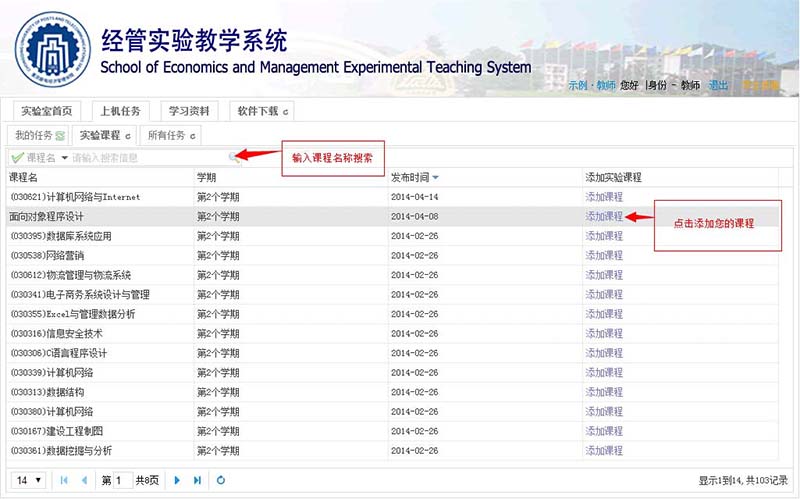 经管实验教学系统
School of Economics and Management Experimental Teaching System
示例·教师 您好 |身份 - 教师 退出
实验室首页 上机任务 学习资料 软件下载
我的任务 实验课程 所有任务
课程名 请输入搜索信息
输入课程名称搜索
课程名 学期 发布时间 添加实验课程
(030621)计算机网络与Internet 第2个学期 2014-04-14 添加课程
面向对象程序设计 第2个学期 2014-04-08 添加课程
点击添加您的课程
(030395)数据库系统应用 第2个学期 2014-02-26 添加课程
(030538)网络营销 第2个学期 2014-02-26 添加课程
(030612)物流管理与物流系统 第2个学期 2014-02-26 添加课程
(030341)电子商务系统设计与管理 第2个学期 2014-02-26 添加课程
(030355)Excel与管理数据分析 第2个学期 2014-02-26 添加课程
(030316)信息安全技术 第2个学期 2014-02-26 添加课程
(030306)C语言程序设计 第2个学期 2014-02-26 添加课程
(030339)计算机网络 第2个学期 2014-02-26 添加课程
(030313)数据结构 第2个学期 2014-02-26 添加课程
(030380)计算机网络 第2个学期 2014-02-26 添加课程
(030167)建设工程制图 第2个学期 2014-02-26 添加课程
(030361)数据挖掘与分析 第2个学期 2014-02-26 添加课程
14 第 1 共8页 显示1到14,共103记录